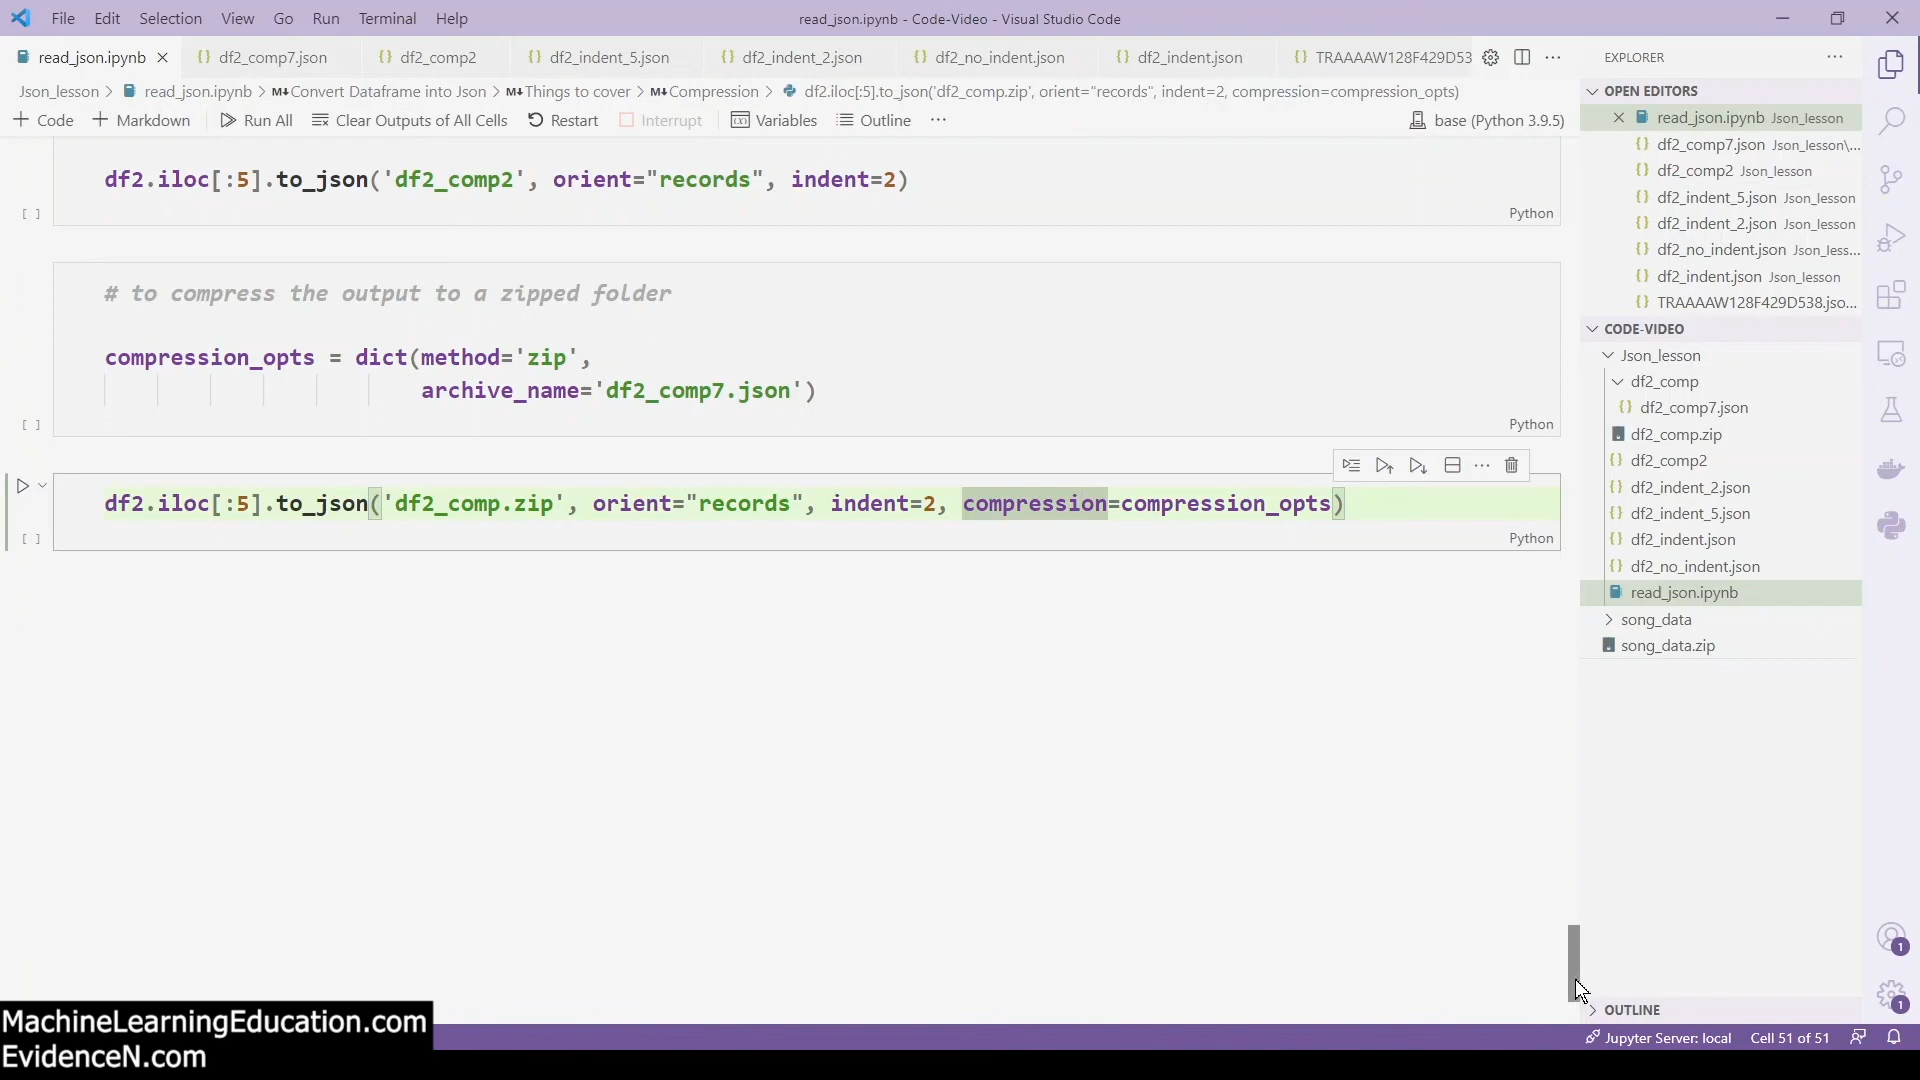 File Edit Selection View Go Run Terminal Help
read_json.ipynb - Code-Video - Visual Studio Code
read_json.ipynb df2_comp7.json df2_comp2 df2_indent_5.json df2_indent_2.json df2_no_indent.json df2_indent.json TRAAAAW128F429D53
Json_lesson > read_json.ipynb > M↓Convert Dataframe into Json > M↓Things to cover > M↓Compression > df2.iloc[:5].to_json('df2_comp.zip', orient="records", indent=2, compression=compression_opts)
+ Code + Markdown Run All Clear Outputs of All Cells Restart Interrupt Variables Outline ... base (Python 3.9.5)
df2.iloc[:5].to_json('df2_comp2', orient="records", indent=2)
[ ] Python
# to compress the output to a zipped folder
compression_opts = dict(method='zip',
archive_name='df2_comp7.json')
[ ] Python
df2.iloc[:5].to_json('df2_comp.zip', orient="records", indent=2, compression=compression_opts)
[ ] Python
EXPLORER
OPEN EDITORS
read_json.ipynb Json_lesson
df2_comp7.json Json_lesson\...
df2_comp2 Json_lesson
df2_indent_5.json Json_lesson
df2_indent_2.json Json_lesson
df2_no_indent.json Json_less...
df2_indent.json Json_lesson
TRAAAAW128F429D538.jso...
CODE-VIDEO
Json_lesson
df2_comp
df2_comp7.json
df2_comp.zip
df2_comp2
df2_indent_2.json
df2_indent_5.json
df2_indent.json
df2_no_indent.json
read_json.ipynb
song_data
song_data.zip
OUTLINE
1
1
MachineLearningEducation.com
EvidenceN.com
Jupyter Server: local Cell 51 of 51